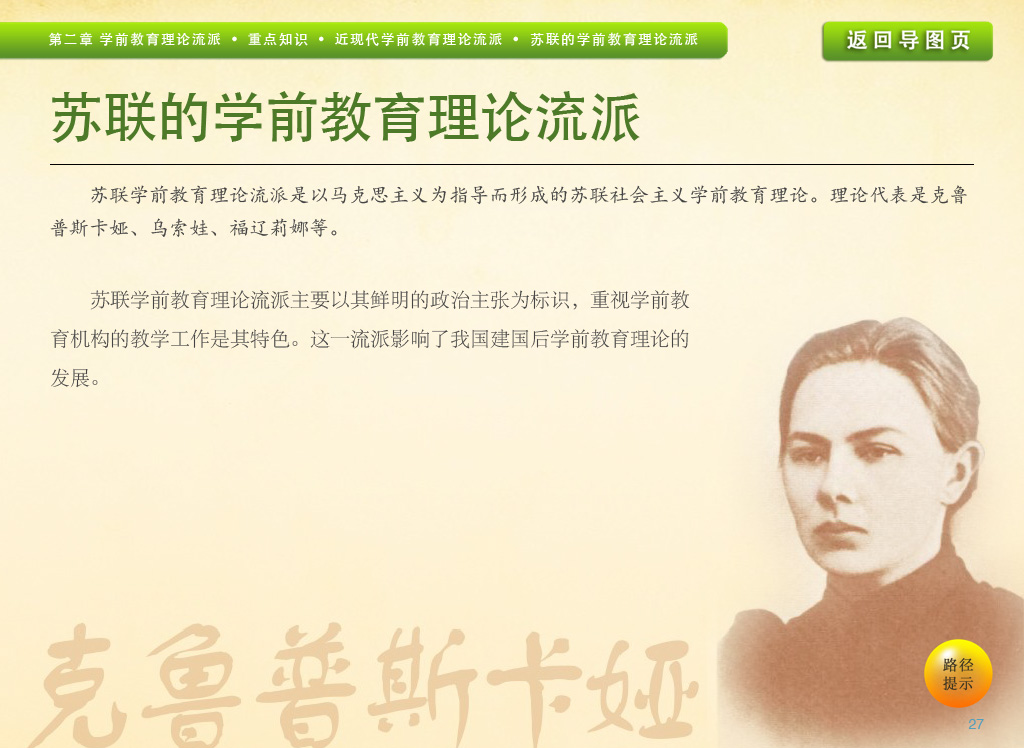 第二章 学前教育理论流派 • 重点知识 • 近现代学前教育理论流派 • 苏联的学前教育理论流派
返回导图页
苏联的学前教育理论流派
苏联学前教育理论流派是以马克思主义为指导而形成的苏联社会主义学前教育理论。理论代表是克鲁
普斯卡娅、乌索娃、福辽莉娜等。
苏联学前教育理论流派主要以其鲜明的政治主张为标识，重视学前教
育机构的教学工作是其特色。这一流派影响了我国建国后学前教育理论的
发展。
克鲁普斯卡娅
路径
提示
27